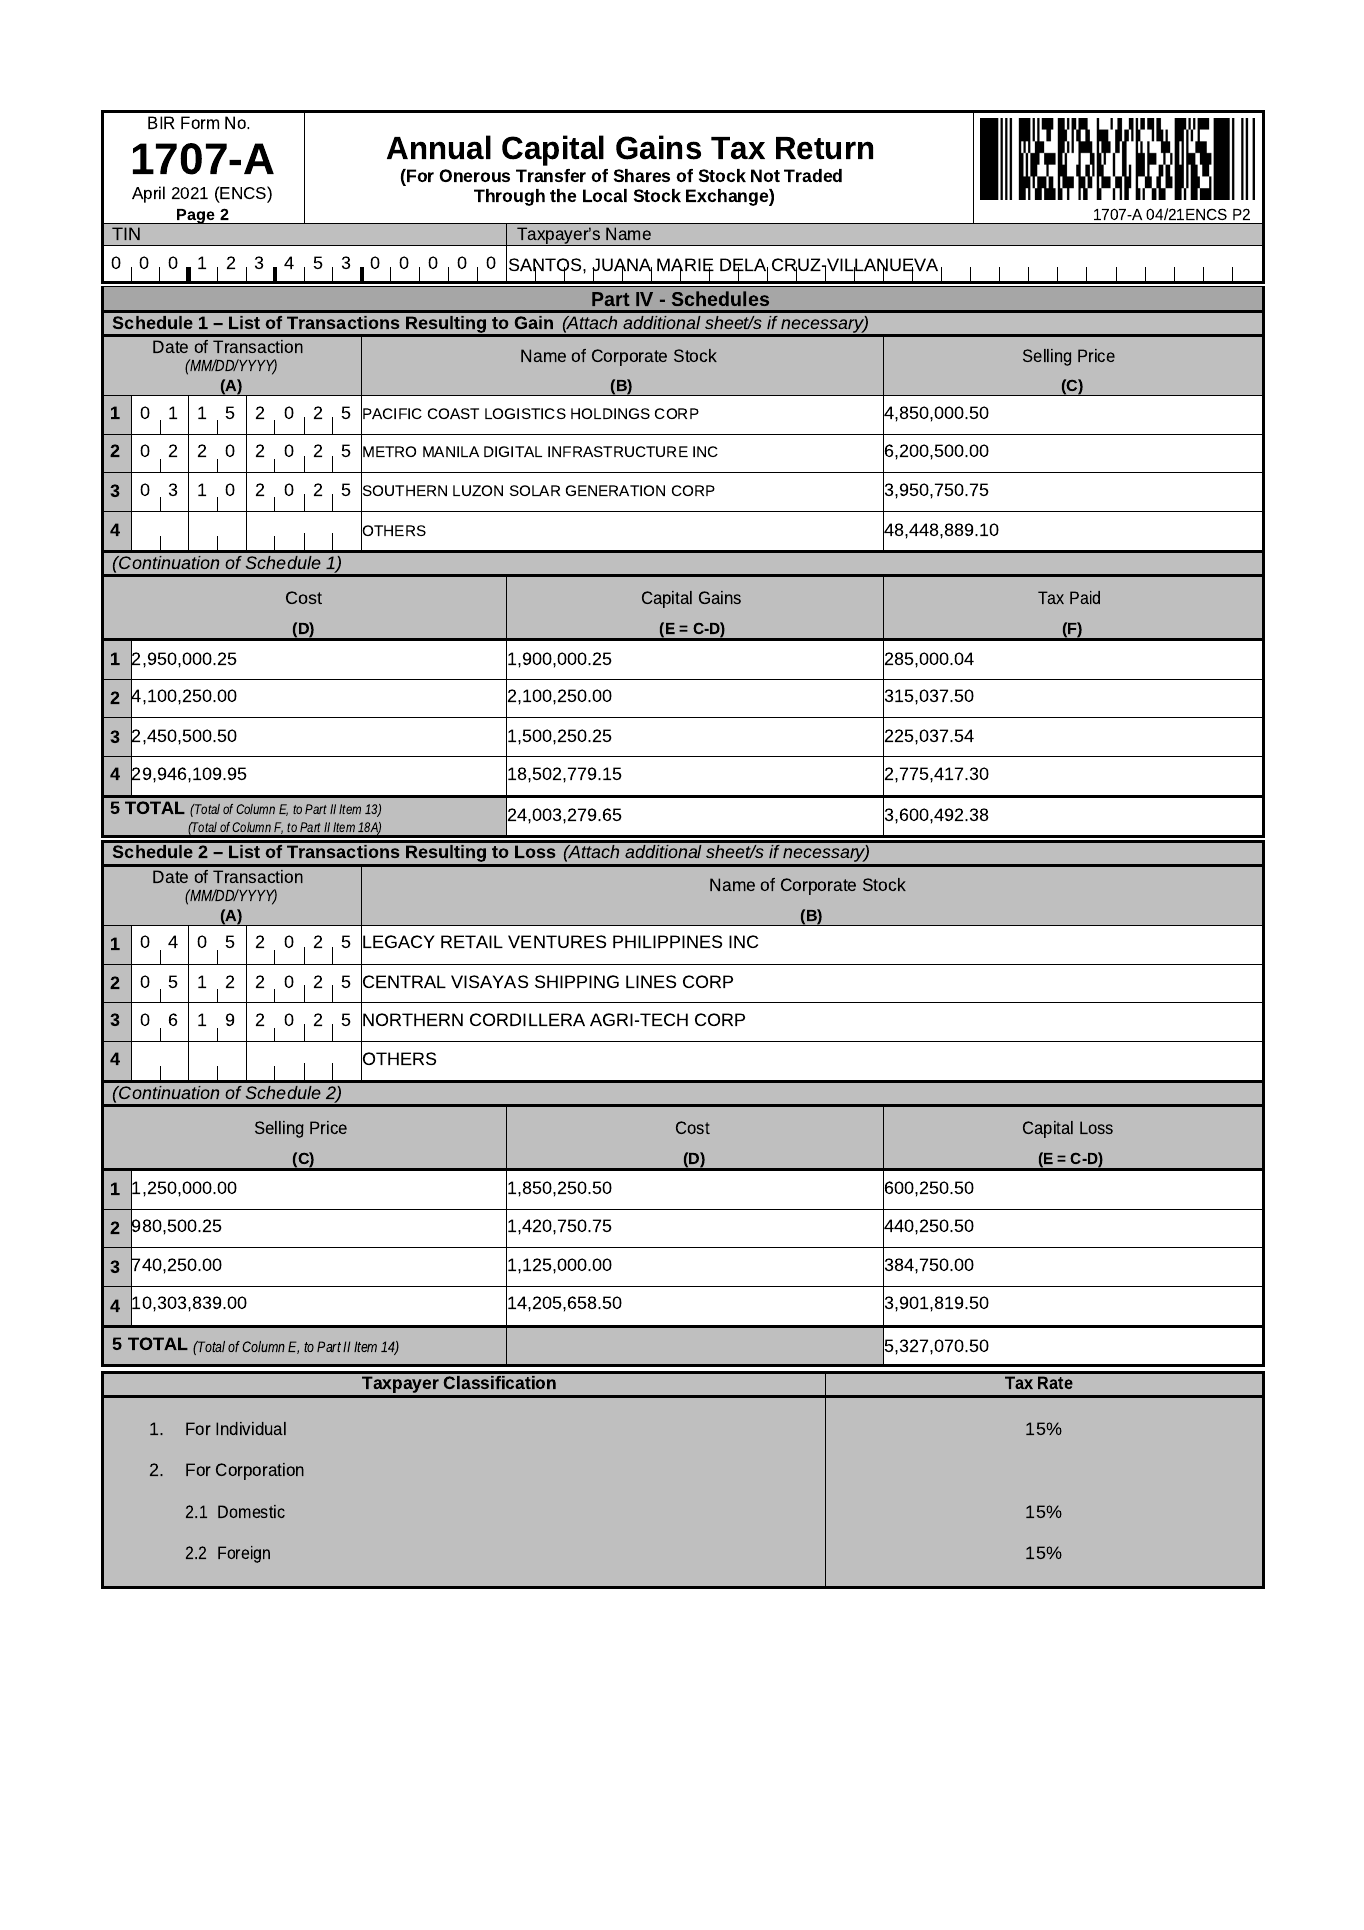 BIR Form No.
1707-A
April 2021 (ENCS)
Page 2
Annual Capital Gains Tax Return
(For Onerous Transfer of Shares of Stock Not Traded
Through the Local Stock Exchange)
1707-A 04/21ENCS P2
TIN Taxpayer's Name
0 0 0 1 2 3 4 5 3 0 0 0 0 0 SANTOS, JUANA MARIE DELA CRUZ-VILLANUEVA
Part IV - Schedules
Schedule 1 – List of Transactions Resulting to Gain (Attach additional sheet/s if necessary)
Date of Transaction
(MM/DD/YYYY)
(A)
Name of Corporate Stock
(B)
Selling Price
(C)
1 0 1 1 5 2 0 2 5 PACIFIC COAST LOGISTICS HOLDINGS CORP 4,850,000.50
2 0 2 2 0 2 0 2 5 METRO MANILA DIGITAL INFRASTRUCTURE INC 6,200,500.00
3 0 3 1 0 2 0 2 5 SOUTHERN LUZON SOLAR GENERATION CORP 3,950,750.75
4 OTHERS 48,448,889.10
(Continuation of Schedule 1)
Cost
(D)
Capital Gains
(E = C-D)
Tax Paid
(F)
1 2,950,000.25 1,900,000.25 285,000.04
2 4,100,250.00 2,100,250.00 315,037.50
3 2,450,500.50 1,500,250.25 225,037.54
4 29,946,109.95 18,502,779.15 2,775,417.30
5 TOTAL (Total of Column E, to Part II Item 13)
(Total of Column F, to Part II Item 18A)
24,003,279.65 3,600,492.38
Schedule 2 – List of Transactions Resulting to Loss (Attach additional sheet/s if necessary)
Date of Transaction
(MM/DD/YYYY)
(A)
Name of Corporate Stock
(B)
1 0 4 0 5 2 0 2 5 LEGACY RETAIL VENTURES PHILIPPINES INC
2 0 5 1 2 2 0 2 5 CENTRAL VISAYAS SHIPPING LINES CORP
3 0 6 1 9 2 0 2 5 NORTHERN CORDILLERA AGRI-TECH CORP
4 OTHERS
(Continuation of Schedule 2)
Selling Price
(C)
Cost
(D)
Capital Loss
(E = C-D)
1 1,250,000.00 1,850,250.50 600,250.50
2 980,500.25 1,420,750.75 440,250.50
3 740,250.00 1,125,000.00 384,750.00
4 10,303,839.00 14,205,658.50 3,901,819.50
5 TOTAL (Total of Column E, to Part II Item 14) 5,327,070.50
Taxpayer Classification Tax Rate
1. For Individual 15%
2. For Corporation
2.1 Domestic 15%
2.2 Foreign 15%